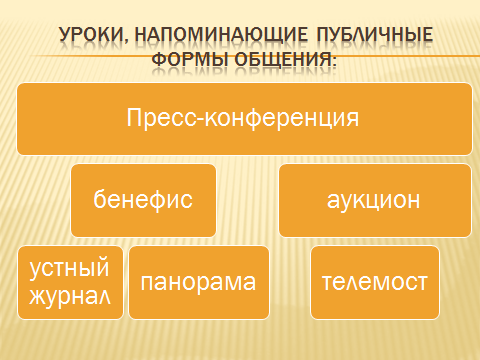 УРОКИ, НАПОМИНАЮЩИЕ ПУБЛИЧНЫЕ
ФОРМЫ ОБЩЕНИЯ:
Пресс-конференция
бенефис
аукцион
устный
журнал
панорама
телемост